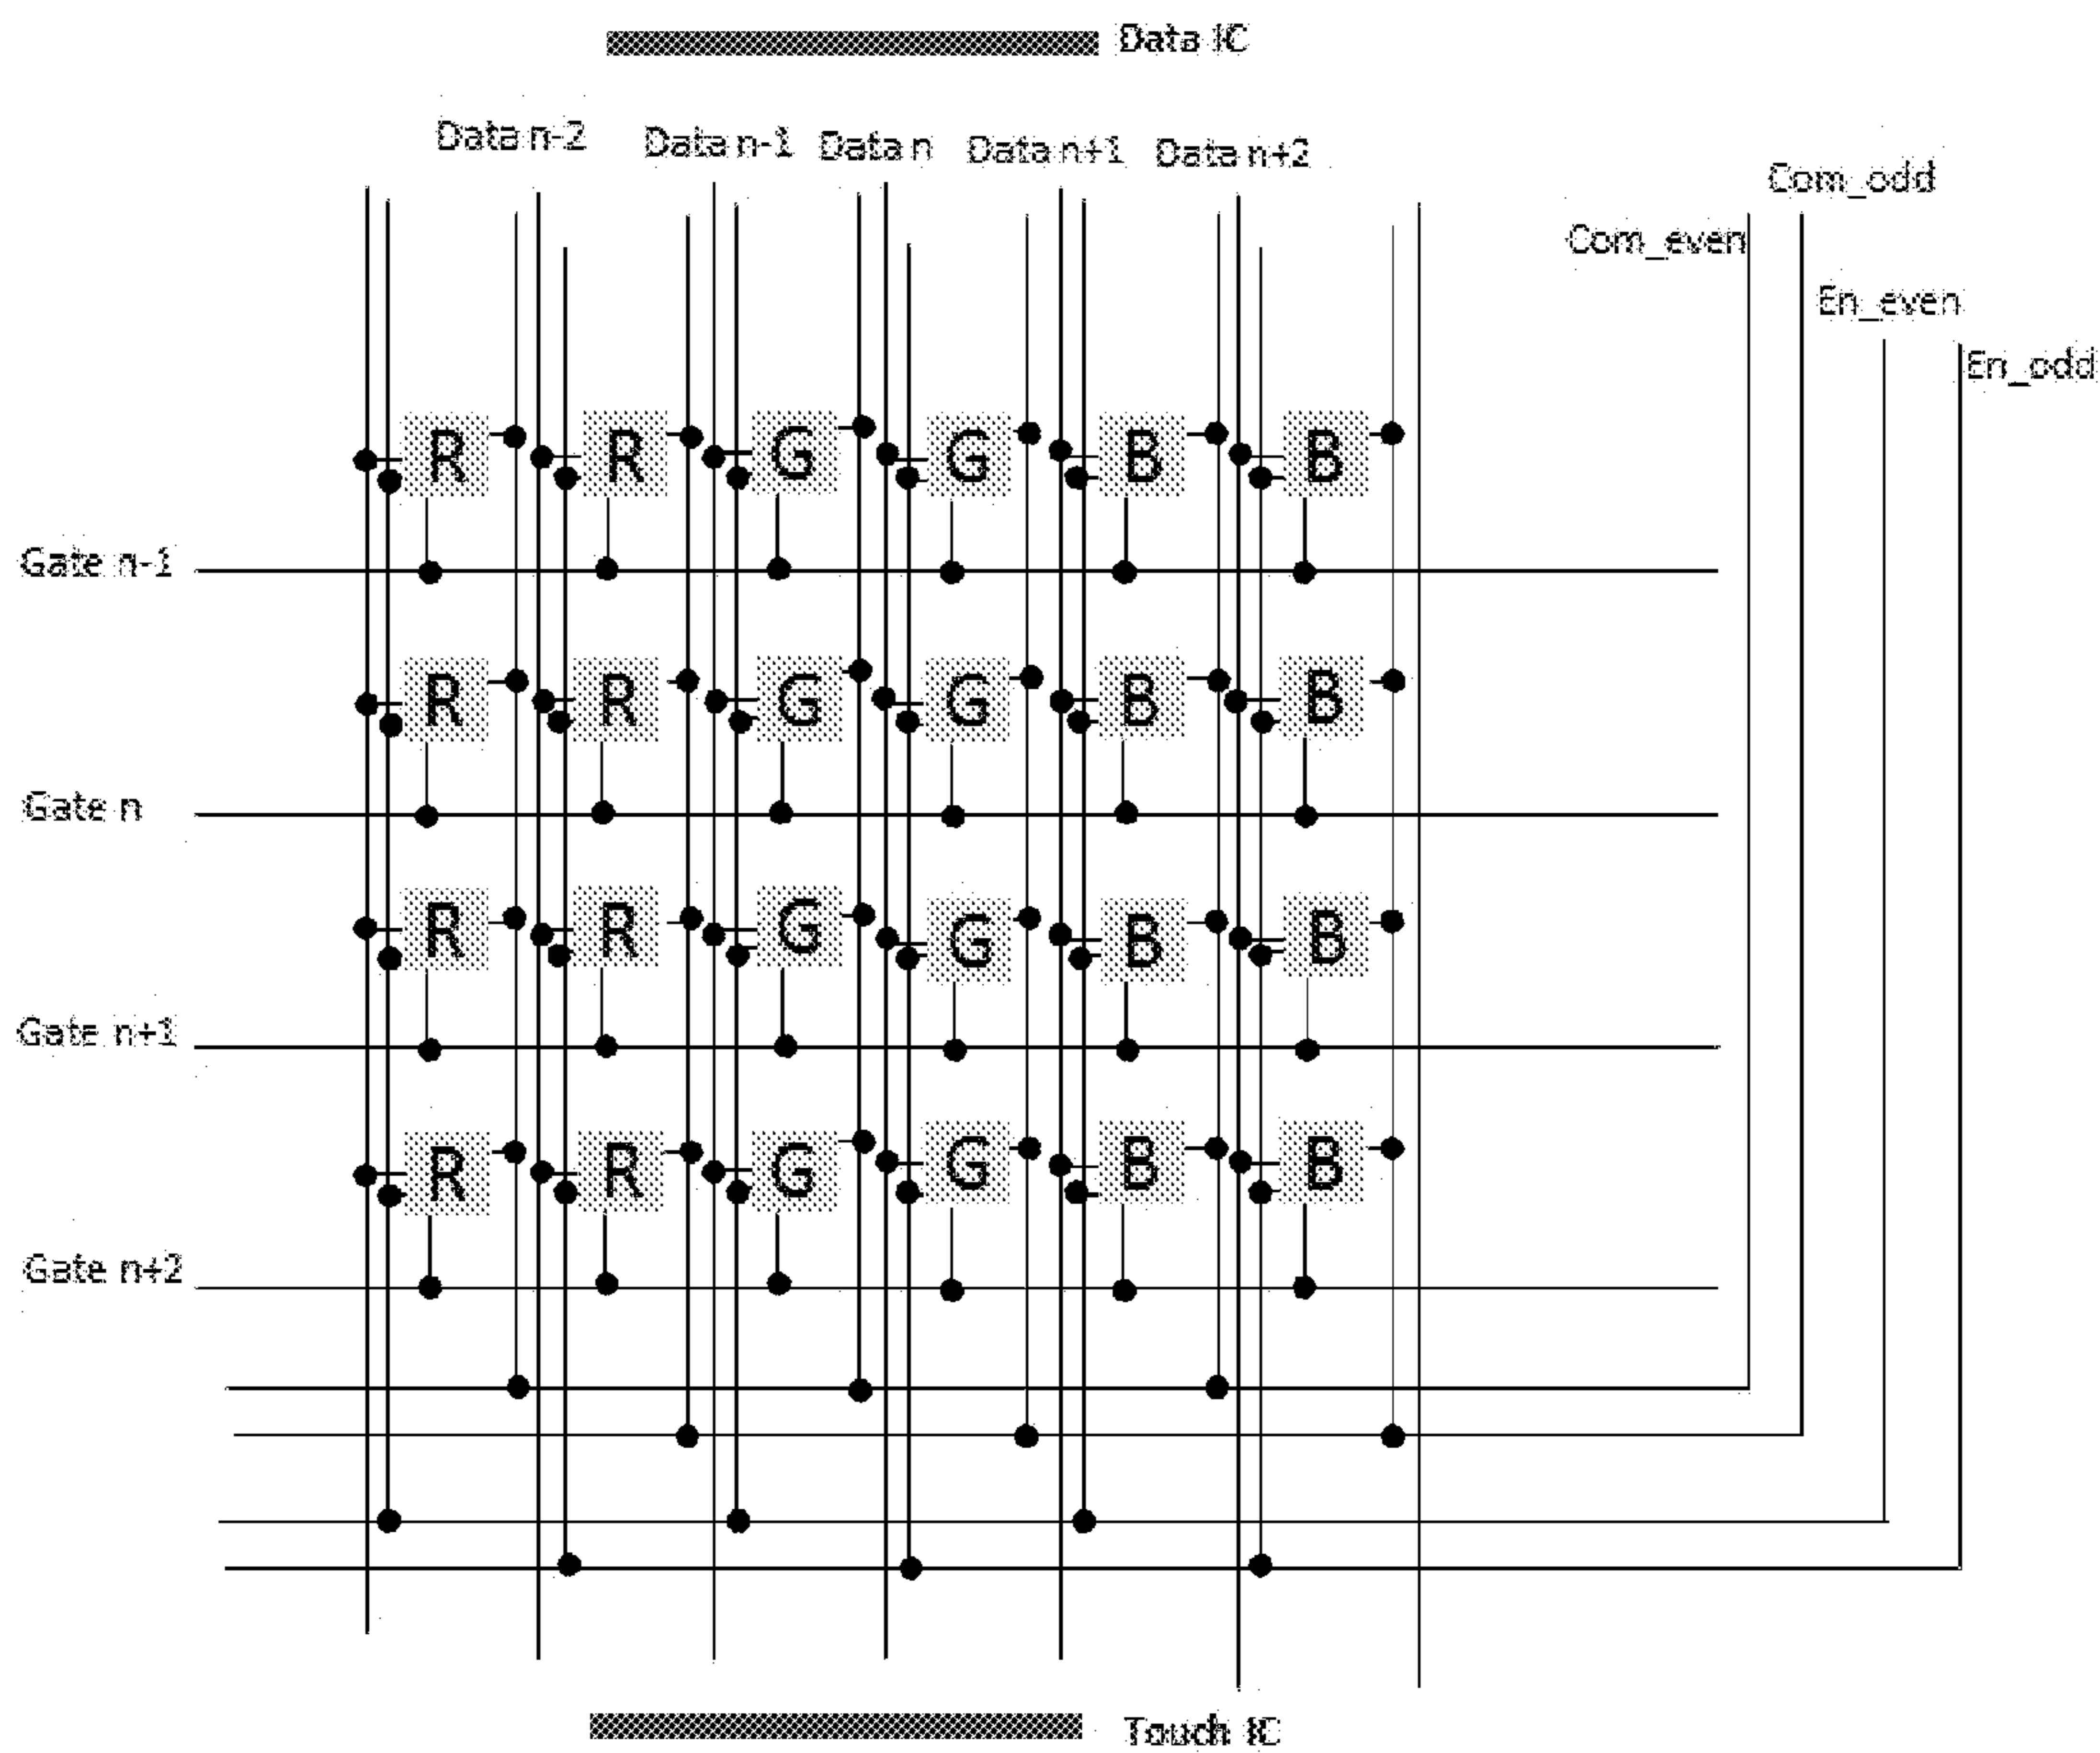 Data IC
Data n-2 Data n-1 Data n Data n+1 Data n+2
Com_odd
Com_even
En_even
En_odd
R R G G B B
Gate n-1
R R G G B B
Gate n
R R G G B B
Gate n+1
R R G G B B
Gate n+2
Touch IC